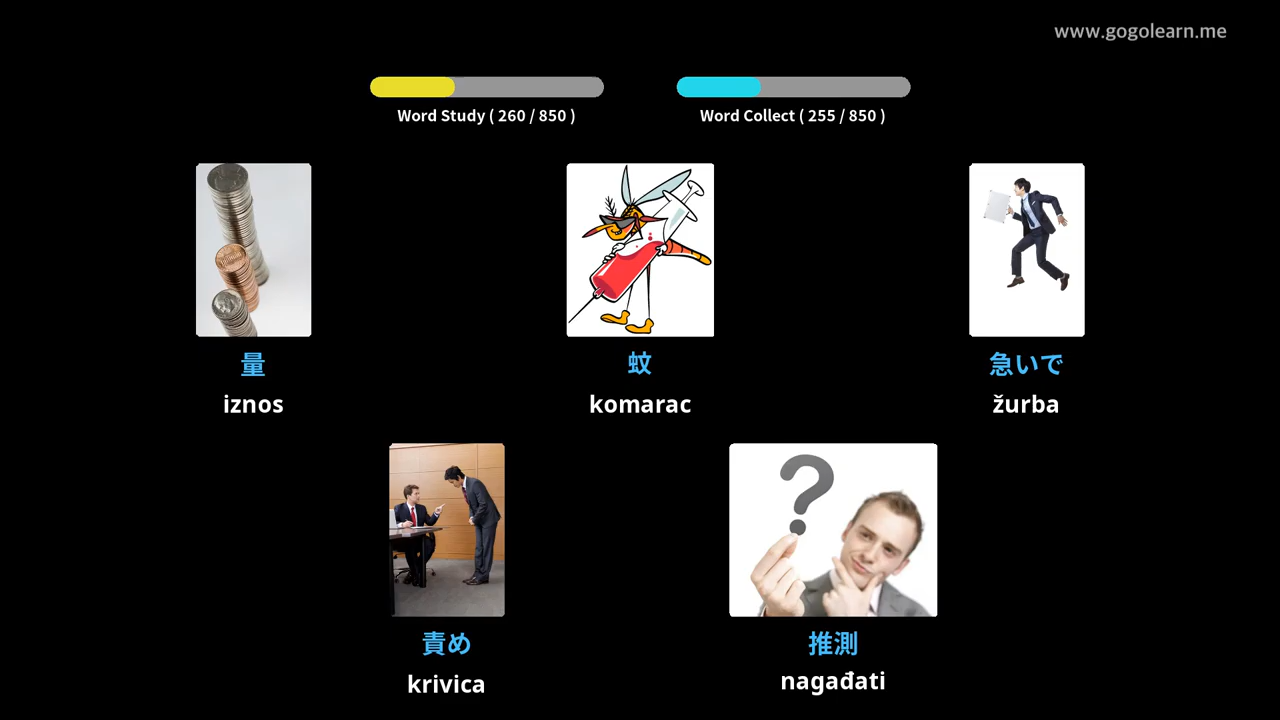 www.gogolearn.me
Word Study ( 260 / 850 )
Word Collect ( 255 / 850 )
量
iznos
蚊
komarac
急いで
žurba
責め
krivica
推測
nagađati